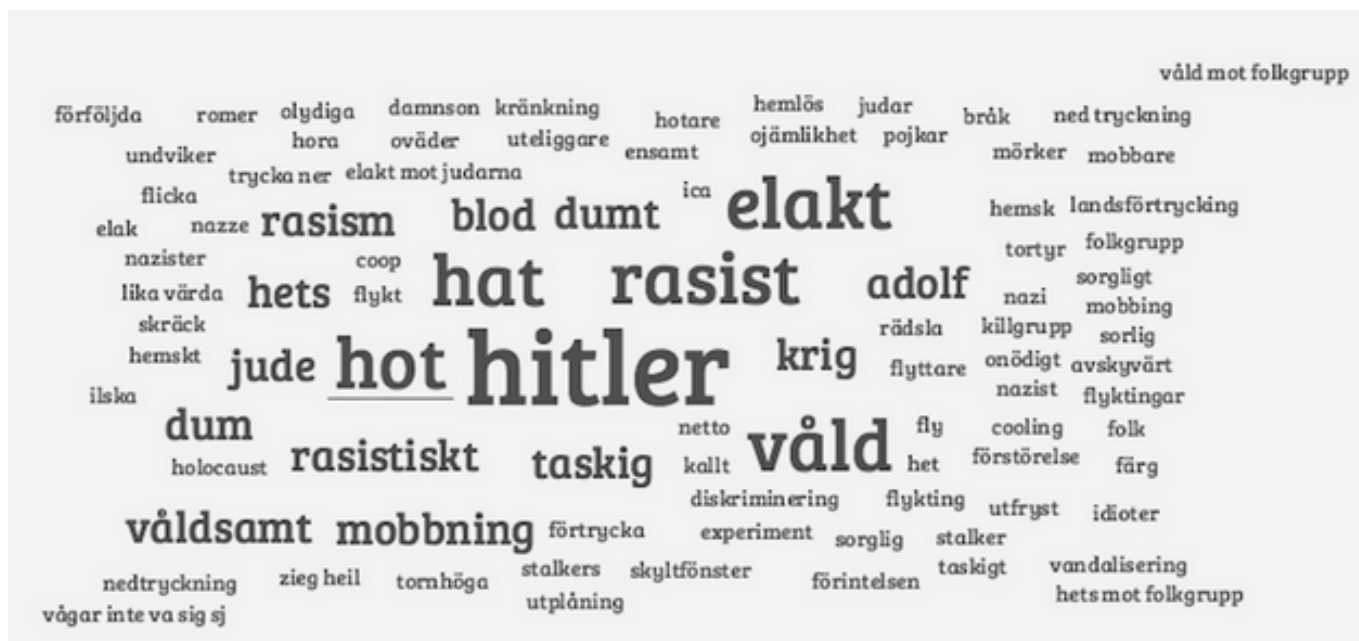 våld mot folkgrupp
förföljda romer olydiga damnson kränkning hotare hemlös judar bråk ned tryckning
hora oväder uteliggare ensamt ojämlikhet pojkar mörker mobbare
undviker trycka ner elakt mot judarna ica elakt
flicka hemsk landsförtrycking
elak nazze rasism blod dumt tortyr folkgrupp
nazister coop hat rasist adolf sorgligt
lika värda hets flykt nazi mobbing
skräck rädsla killgrupp sorlig
hemskt jude hot hitler krig flyttare onödigt avskyvärt
ilska nazist flyktingar
dum netto våld fly cooling folk
holocaust rasistiskt taskig kallt het förstörelse färg
diskriminering flykting utfryst idioter
våldsamt mobbning förtrycka experiment sorglig stalker
nedtryckning zieg heil tomhöga stalkers skyltfönster förintelsen taskigt vandalisering
vågar inte va sig sj utplåning hets mot folkgrupp